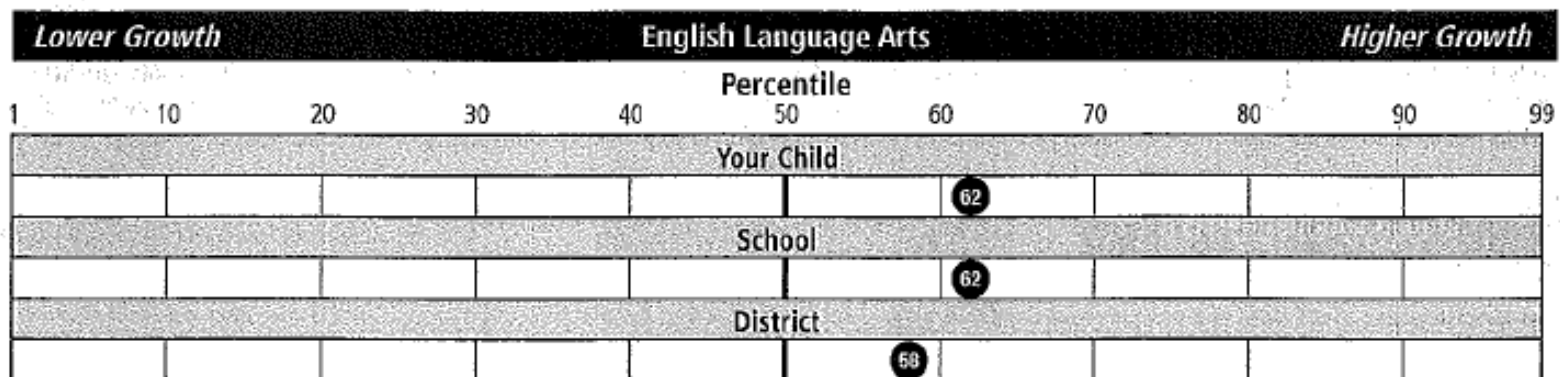 Lower Growth English Language Arts Higher Growth
Percentile
1 10 20 30 40 50 60 70 80 90 99
Your Child
62
School
62
District
58